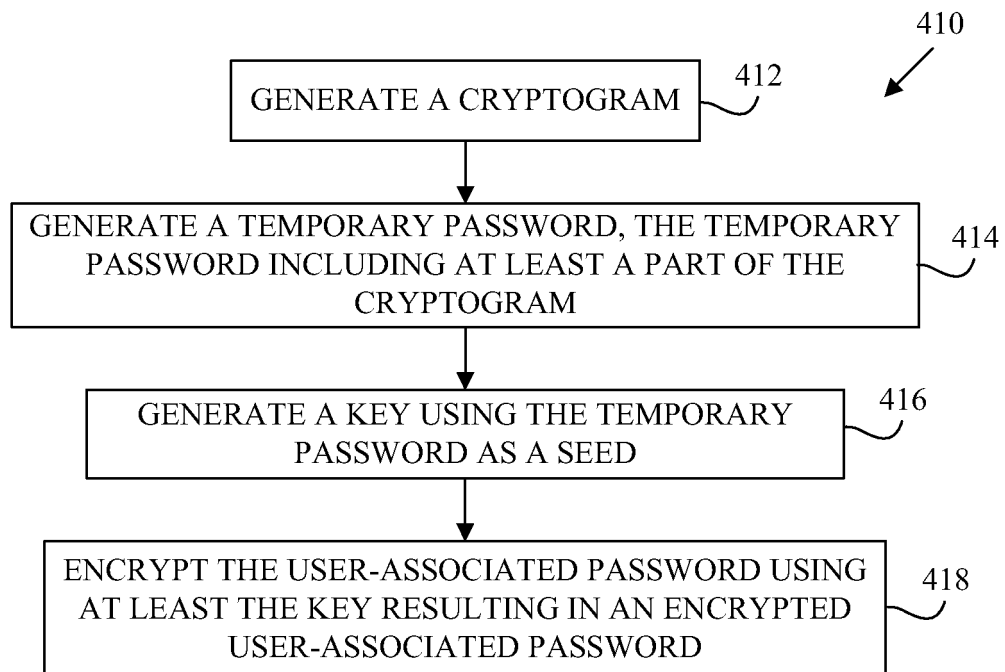 410
GENERATE A CRYPTOGRAM
412
GENERATE A TEMPORARY PASSWORD, THE TEMPORARY
PASSWORD INCLUDING AT LEAST A PART OF THE
CRYPTOGRAM
414
GENERATE A KEY USING THE TEMPORARY
PASSWORD AS A SEED
416
ENCRYPT THE USER-ASSOCIATED PASSWORD USING
AT LEAST THE KEY RESULTING IN AN ENCRYPTED
USER-ASSOCIATED PASSWORD
418